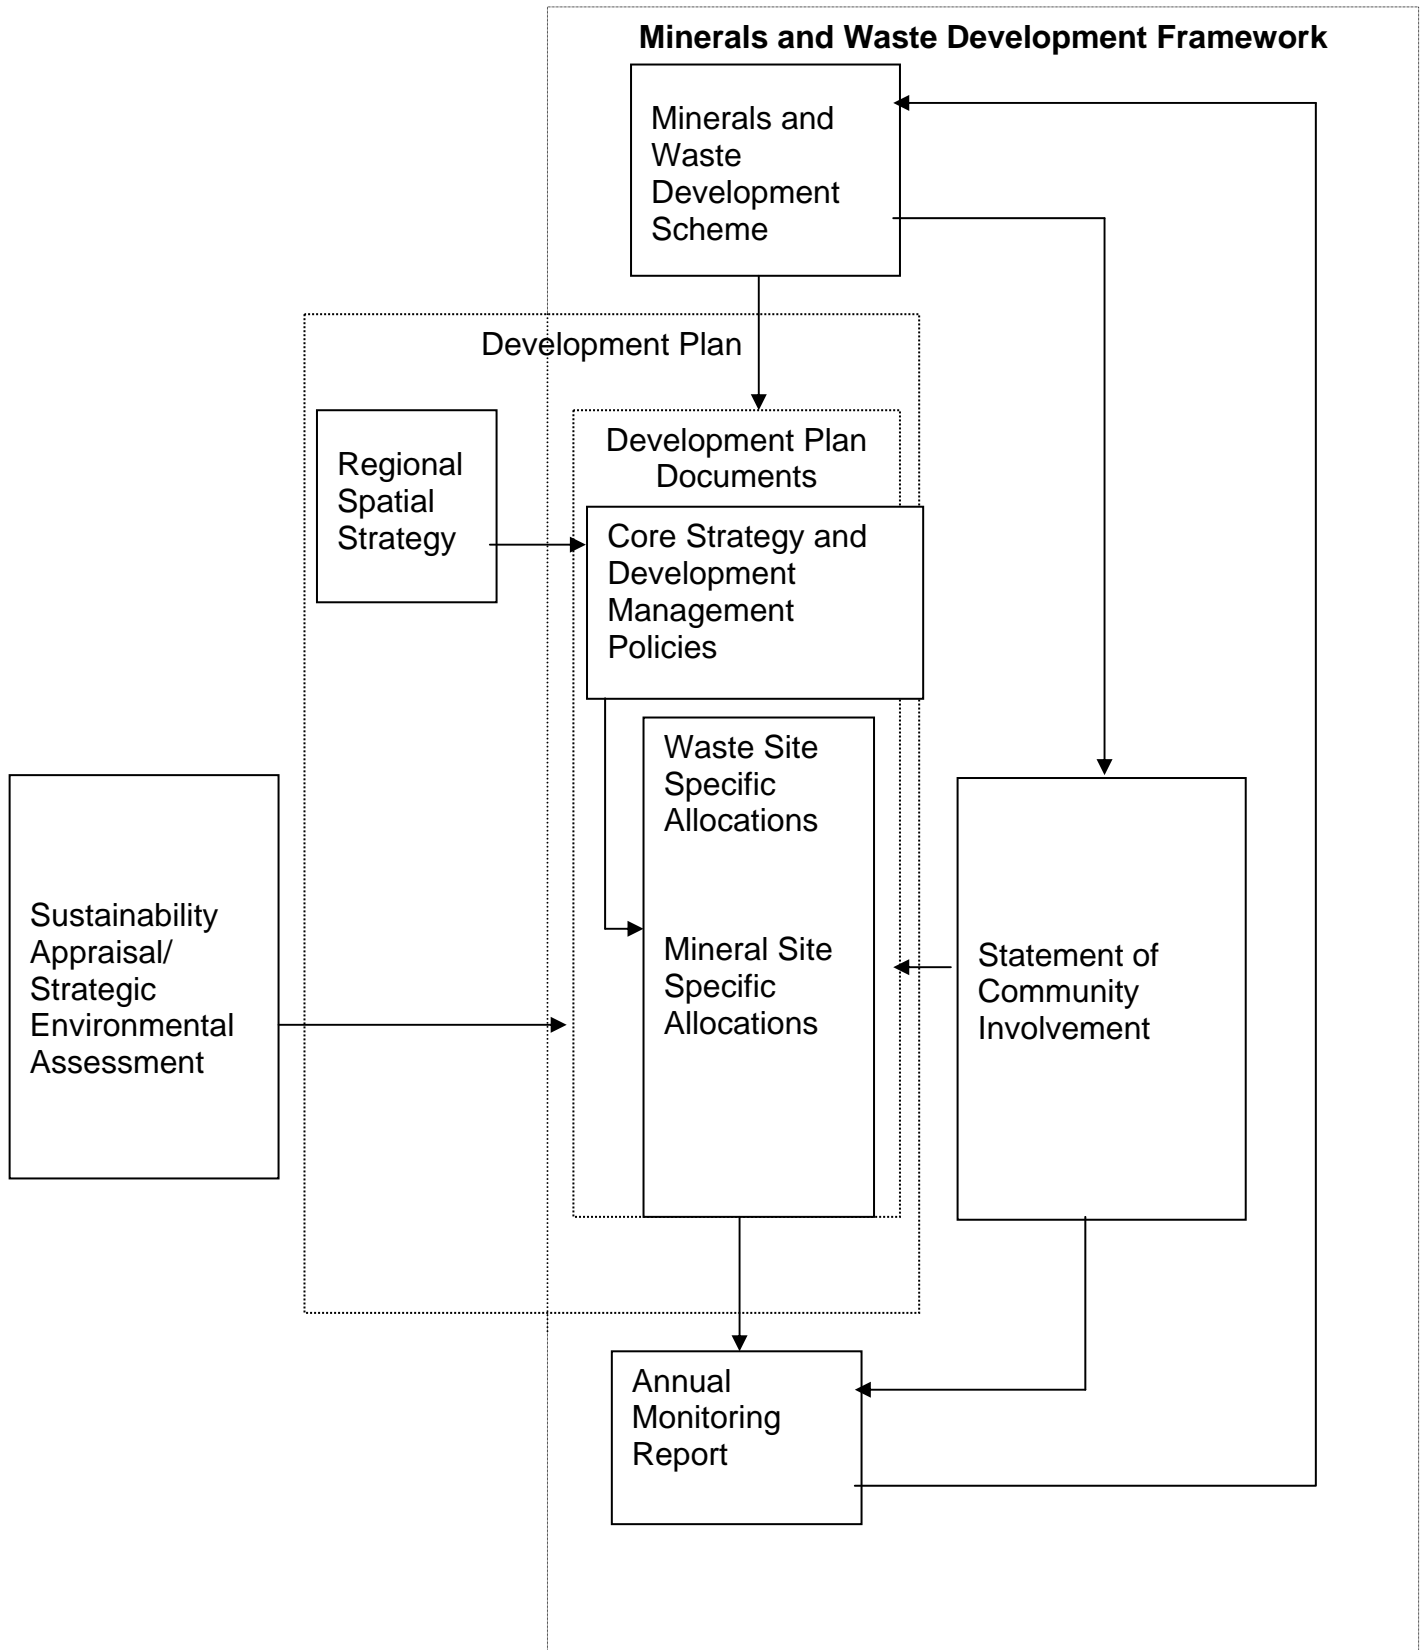 Minerals and Waste Development Framework
Minerals and
Waste
Development
Scheme
Development Plan
Regional
Spatial
Strategy
Development Plan
Documents
Core Strategy and
Development
Management
Policies
Waste Site
Specific
Allocations
Mineral Site
Specific
Allocations
Sustainability
Appraisal/
Strategic
Environmental
Assessment
Statement of
Community
Involvement
Annual
Monitoring
Report